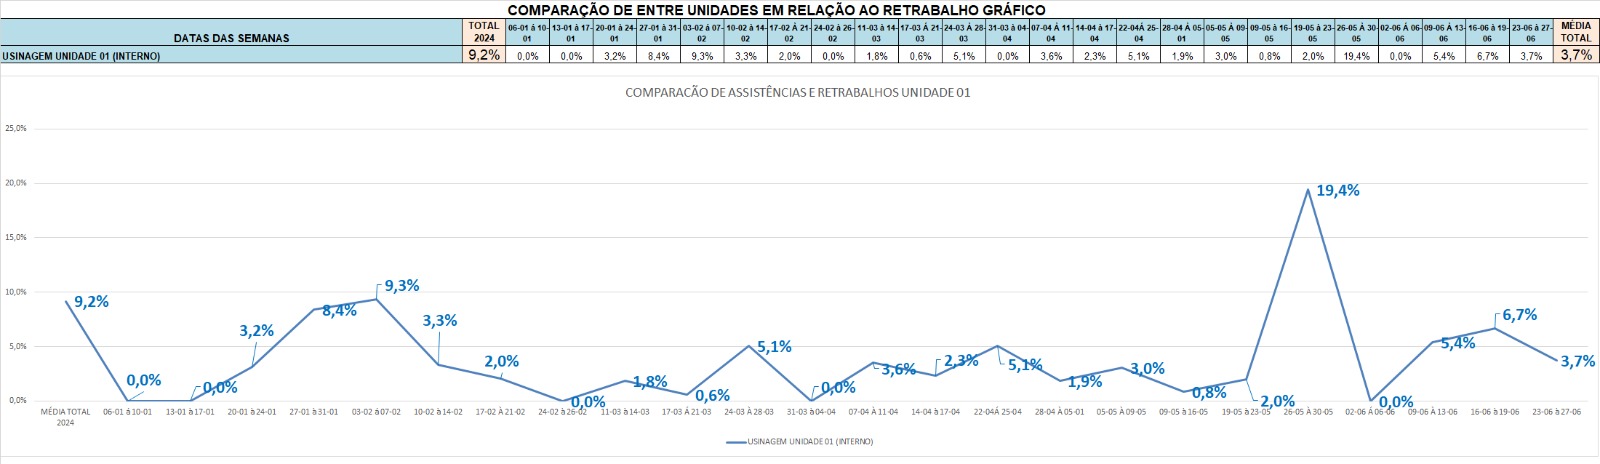 COMPARAÇÃO DE ENTRE UNIDADES EM RELAÇÃO AO RETRABALHO GRÁFICO
DATAS DAS SEMANAS TOTAL 2024 06-01 á 10-01 13-01 á 17-01 20-01 á 24-01 27-01 á 31-01 03-02 á 07-02 10-02 á 14-02 17-02 Á 21-02 24-02 á 26-02 11-03 á 14-03 17-03 Á 21-03 24-03 Á 28-03 31-03 á 04-04 07-04 Á 11-04 14-04 á 17-04 22-04Á 25-04 28-04 Á 05-01 05-05 Á 09-05 09-05 á 16-05 19-05 á 23-05 26-05 Á 30-05 02-06 Á 06-06 09-06 Á 13-06 16-06 á 19-06 23-06 á 27-06 MÉDIA TOTAL
USINAGEM UNIDADE 01 (INTERNO) 9,2% 0,0% 0,0% 3,2% 8,4% 9,3% 3,3% 2,0% 0,0% 1,8% 0,6% 5,1% 0,0% 3,6% 2,3% 5,1% 1,9% 3,0% 0,8% 2,0% 19,4% 0,0% 5,4% 6,7% 3,7% 3,7%
COMPARAÇÃO DE ASSISTÊNCIAS E RETRABALHOS UNIDADE 01
25,0%
20,0%
15,0%
10,0%
5,0%
0,0%
9,2% 0,0% 0,0% 3,2% 8,4% 9,3% 3,3% 2,0% 0,0% 1,8% 0,6% 5,1% 0,0% 3,6% 2,3% 5,1% 1,9% 3,0% 0,8% 2,0% 19,4% 0,0% 5,4% 6,7% 3,7%
MÉDIA TOTAL 2024 06-01 á 10-01 13-01 á 17-01 20-01 á 24-01 27-01 á 31-01 03-02 á 07-02 10-02 á 14-02 17-02 Á 21-02 24-02 á 26-02 11-03 á 14-03 17-03 Á 21-03 24-03 Á 28-03 31-03 á 04-04 07-04 Á 11-04 14-04 á 17-04 22-04Á 25-04 28-04 Á 05-01 05-05 Á 09-05 09-05 á 16-05 19-05 á 23-05 26-05 Á 30-05 02-06 Á 06-06 09-06 Á 13-06 16-06 á 19-06 23-06 á 27-06
USINAGEM UNIDADE 01 (INTERNO)